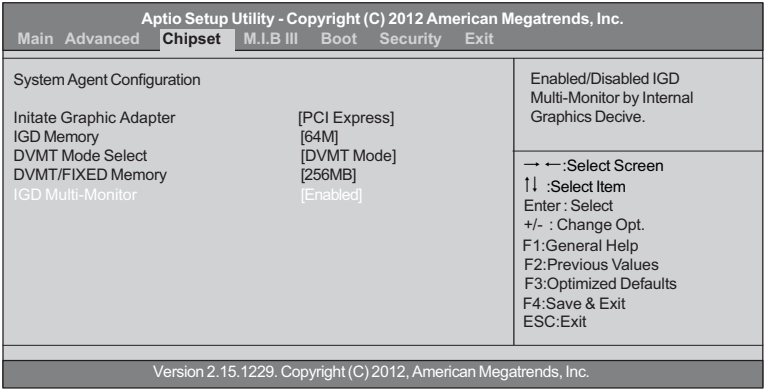 Aptio Setup Utility - Copyright (C) 2012 American Megatrends, Inc.
Main Advanced Chipset M.I.B III Boot Security Exit
System Agent Configuration
Initate Graphic Adapter [PCI Express]
IGD Memory [64M]
DVMT Mode Select [DVMT Mode]
DVMT/FIXED Memory [256MB]
IGD Multi-Monitor [Enabled]
Enabled/Disabled IGD
Multi-Monitor by Internal
Graphics Decive.
→ ←:Select Screen
↑↓ :Select Item
Enter : Select
+/- : Change Opt.
F1:General Help
F2:Previous Values
F3:Optimized Defaults
F4:Save & Exit
ESC:Exit
Version 2.15.1229. Copyright (C) 2012, American Megatrends, Inc.